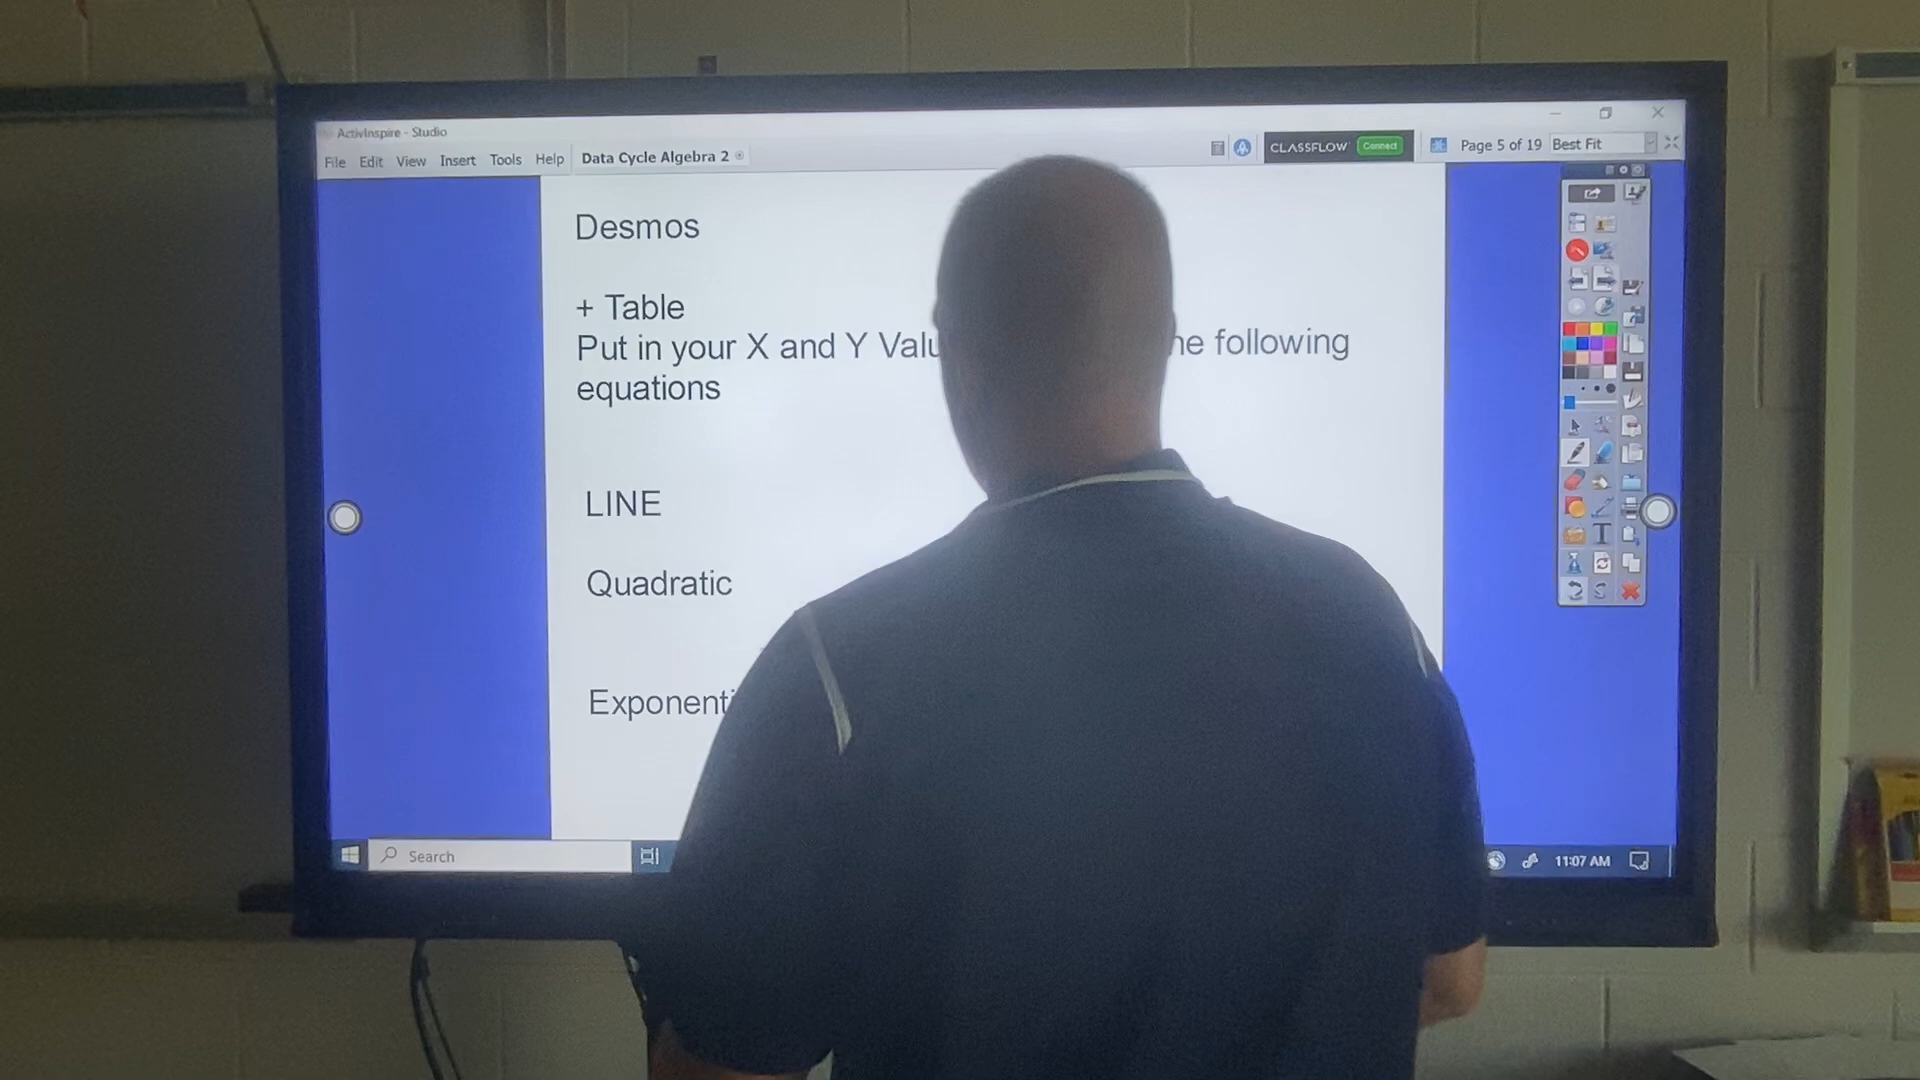 ActivInspire - Studio
File Edit View Insert Tools Help Data Cycle Algebra 2 CLASSFLOW Connect Page 5 of 19 Best Fit
Desmos
+ Table
Put in your X and Y Valu he following
equations
LINE
Quadratic
Exponenti
Search 11:07 AM